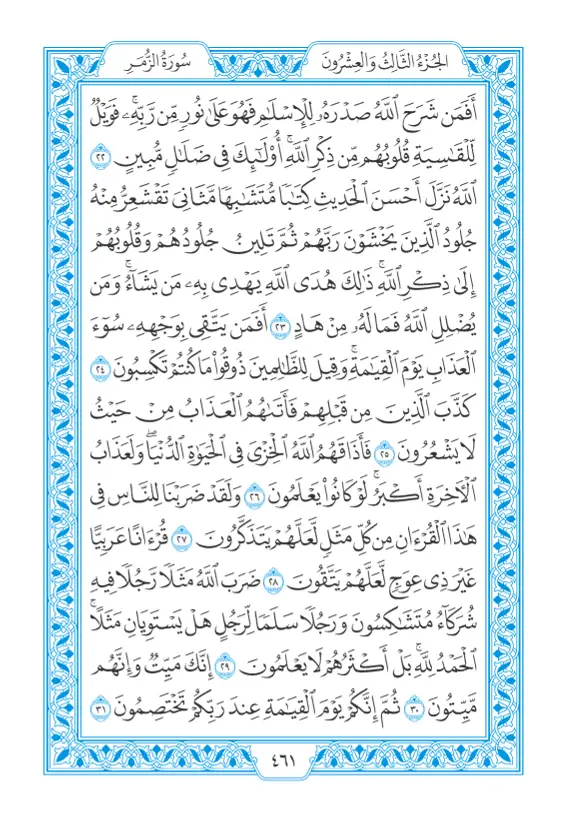 الجُزْءُ الثَّالِثُ وَالعِشْرُونَ
سُورَةُ الزُّمَرِ
أَفَمَن شَرَحَ ٱللَّهُ صَدْرَهُۥ لِلْإِسْلَٰمِ فَهُوَ عَلَىٰ نُورٍ مِّن رَّبِّهِۦۚ فَوَيْلٌ
لِّلْقَٰسِيَةِ قُلُوبُهُم مِّن ذِكْرِ ٱللَّهِۚ أُو۟لَٰٓئِكَ فِى ضَلَٰلٍ مُّبِينٍ ٢٢
ٱللَّهُ نَزَّلَ أَحْسَنَ ٱلْحَدِيثِ كِتَٰبًا مُّتَشَٰبِهًا مَّثَانِىَ تَقْشَعِرُّ مِنْهُ
جُلُودُ ٱلَّذِينَ يَخْشَوْنَ رَبَّهُمْ ثُمَّ تَلِينُ جُلُودُهُمْ وَقُلُوبُهُمْ
إِلَىٰ ذِكْرِ ٱللَّهِۚ ذَٰلِكَ هُدَى ٱللَّهِ يَهْدِى بِهِۦ مَن يَشَآءُۚ وَمَن
يُضْلِلِ ٱللَّهُ فَمَا لَهُۥ مِنْ هَادٍ ٢٣ أَفَمَن يَتَّقِى بِوَجْهِهِۦ سُوٓءَ
ٱلْعَذَابِ يَوْمَ ٱلْقِيَٰمَةِۚ وَقِيلَ لِلظَّٰلِمِينَ ذُوقُوا۟ مَا كُنتُمْ تَكْسِبُونَ ٢٤
كَذَّبَ ٱلَّذِينَ مِن قَبْلِهِمْ فَأَتَىٰهُمُ ٱلْعَذَابُ مِنْ حَيْثُ
لَا يَشْعُرُونَ ٢٥ فَأَذَاقَهُمُ ٱللَّهُ ٱلْخِزْىَ فِى ٱلْحَيَوٰةِ ٱلدُّنْيَاۖ وَلَعَذَابُ
ٱلْءَاخِرَةِ أَكْبَرُۚ لَوْ كَانُوا۟ يَعْلَمُونَ ٢٦ وَلَقَدْ ضَرَبْنَا لِلنَّاسِ فِى
هَٰذَا ٱلْقُرْءَانِ مِن كُلِّ مَثَلٍ لَّعَلَّهُمْ يَتَذَكَّرُونَ ٢٧ قُرْءَانًا عَرَبِيًّا
غَيْرَ ذِى عِوَجٍ لَّعَلَّهُمْ يَتَّقُونَ ٢٨ ضَرَبَ ٱللَّهُ مَثَلًا رَّجُلًا فِيهِ
شُرَكَآءُ مُتَشَٰكِسُونَ وَرَجُلًا سَلَمًا لِّرَجُلٍ هَلْ يَسْتَوِيَانِ مَثَلًاۚ
ٱلْحَمْدُ لِلَّهِۚ بَلْ أَكْثَرُهُمْ لَا يَعْلَمُونَ ٢٩ إِنَّكَ مَيِّتٌ وَإِنَّهُم
مَّيِّتُونَ ٣٠ ثُمَّ إِنَّكُمْ يَوْمَ ٱلْقِيَٰمَةِ عِندَ رَبِّكُمْ تَخْتَصِمُونَ ٣١
٤٦١